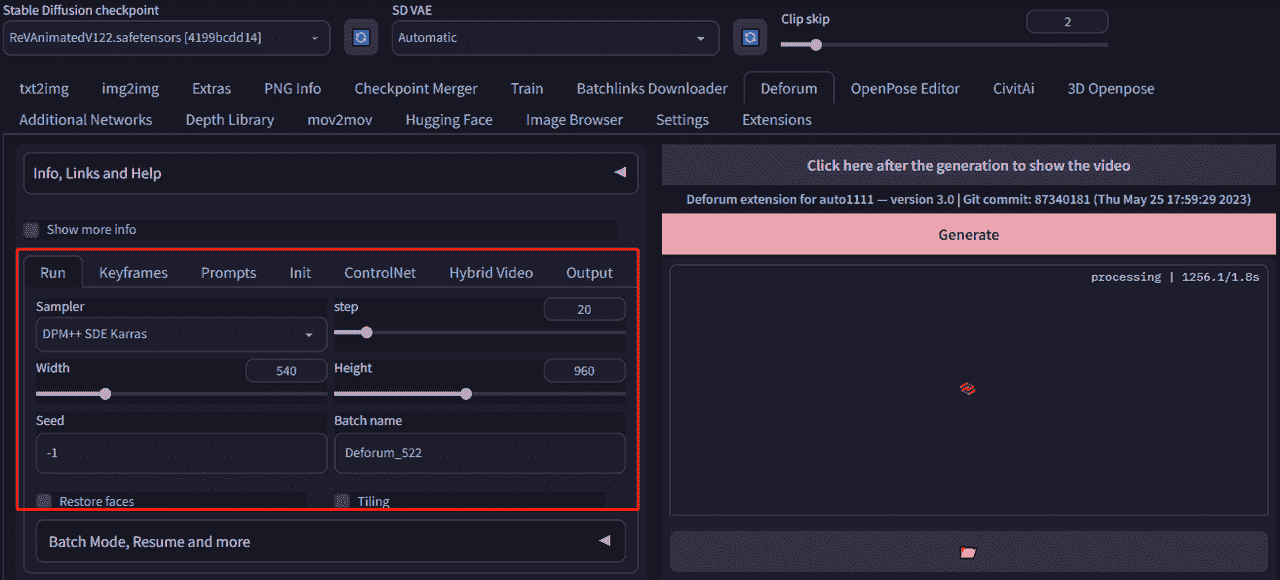 Stable Diffusion checkpoint
SD VAE
Clip skip
2
ReVAnimatedV122.safetensors [4199bcdd14]
Automatic
txt2img img2img Extras PNG Info Checkpoint Merger Train Batchlinks Downloader Deforum OpenPose Editor CivitAi 3D Openpose
Additional Networks Depth Library mov2mov Hugging Face Image Browser Settings Extensions
Info, Links and Help
Show more info
Run Keyframes Prompts Init ControlNet Hybrid Video Output
Sampler
DPM++ SDE Karras
step
20
Width
540
Height
960
Seed
-1
Batch name
Deforum_522
Restore faces
Tiling
Batch Mode, Resume and more
Click here after the generation to show the video
Deforum extension for auto1111 — version 3.0 | Git commit: 87340181 (Thu May 25 17:59:29 2023)
Generate
processing | 1256.1/1.8s